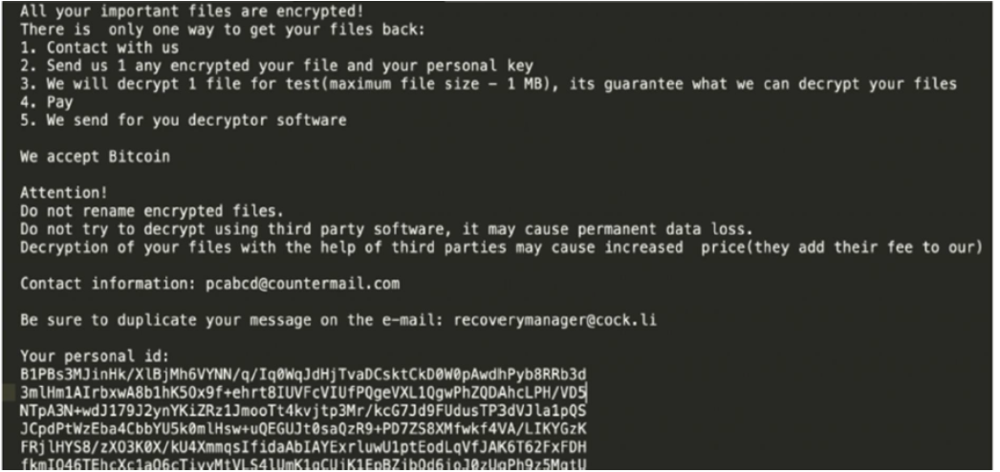 All your important files are encrypted!
There is  only one way to get your files back:
1. Contact with us
2. Send us 1 any encrypted your file and your personal key
3. We will decrypt 1 file for test(maximum file size - 1 MB), its guarantee what we can decrypt your files
4. Pay
5. We send for you decryptor software
We accept Bitcoin
Attention!
Do not rename encrypted files.
Do not try to decrypt using third party software, it may cause permanent data loss.
Decryption of your files with the help of third parties may cause increased  price(they add their fee to our)
Contact information: pcabcd@countermail.com
Be sure to duplicate your message on the e-mail: recoverymanager@cock.li
Your personal id:
B1PBs3MJinHk/XlBjMh6VYNN/q/Iq0WqJdHjTvaDCsktCkD0W0pAwdhPyb8RRb3d
3mlHm1AIrbxwA8b1hK5Ox9f+ehrt8IUVFcVIUfPQgeVXL1QgwPhZQDAhcLPH/VD5
NTpA3N+wdJ179J2ynYKiZRz1JmooTt4kvjtp3Mr/kcG7Jd9FUdusTP3dVJla1pQS
JCpdPtWzEba4CbbYU5k0mlHsw+uQEGUJt0saQzR9+PD7ZS8XMfwkf4VA/LIKYGzK
FRjlHYS8/zXO3K0X/kU4XmmqsIfidaAbIAYExrluwU1ptEodLqVfJAK6T62FxFDH